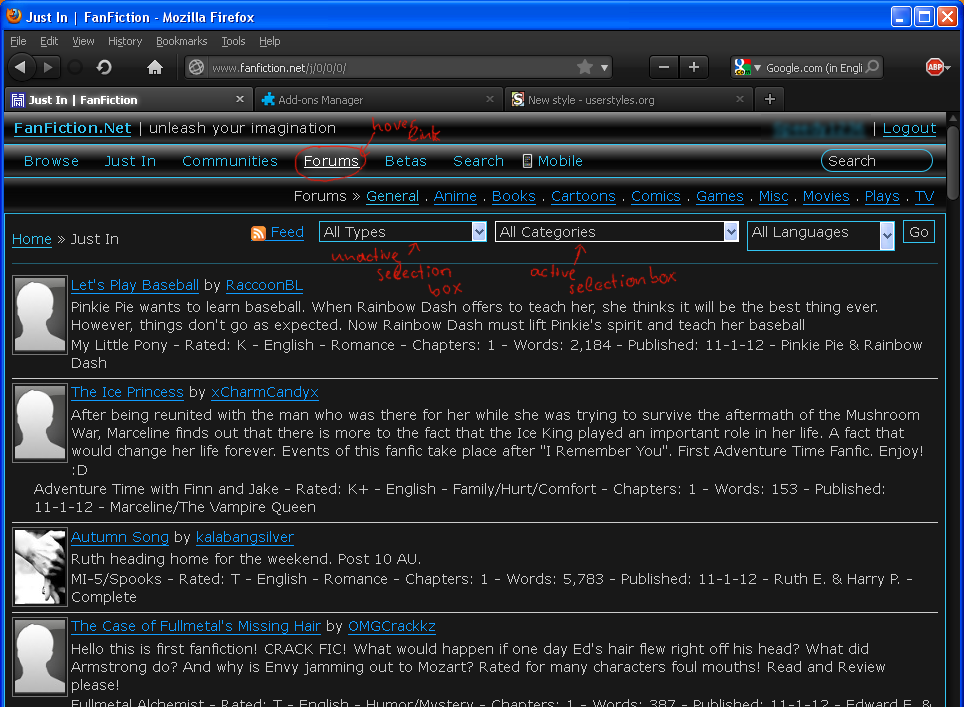 Just In | FanFiction - Mozilla Firefox
File Edit View History Bookmarks Tools Help
www.fanfiction.net/j/0/0/0/
Google.com (in Engli
ABP
Just In | FanFiction
Add-ons Manager
New style - userstyles.org
FanFiction.Net | unleash your imagination
| Logout
hover link
Browse Just In Communities Forums Betas Search Mobile
Search
Forums » General . Anime . Books . Cartoons . Comics . Games . Misc . Movies . Plays . TV
Home » Just In
Feed
All Types
All Categories
All Languages
Go
unactive
selection
box
active
selection box
Let's Play Baseball by RaccoonBL
Pinkie Pie wants to learn baseball. When Rainbow Dash offers to teach her, she thinks it will be the best thing ever.
However, things don't go as expected. Now Rainbow Dash must lift Pinkie's spirit and teach her baseball
My Little Pony - Rated: K - English - Romance - Chapters: 1 - Words: 2,184 - Published: 11-1-12 - Pinkie Pie & Rainbow
Dash
The Ice Princess by xCharmCandyx
After being reunited with the man who was there for her while she was trying to survive the aftermath of the Mushroom
War, Marceline finds out that there is more to the fact that the Ice King played an important role in her life. A fact that
would change her life forever. Events of this fanfic take place after "I Remember You". First Adventure Time Fanfic. Enjoy!
:D
Adventure Time with Finn and Jake - Rated: K+ - English - Family/Hurt/Comfort - Chapters: 1 - Words: 153 - Published:
11-1-12 - Marceline/The Vampire Queen
Autumn Song by kalabangsilver
Ruth heading home for the weekend. Post 10 AU.
MI-5/Spooks - Rated: T - English - Romance - Chapters: 1 - Words: 5,783 - Published: 11-1-12 - Ruth E. & Harry P. -
Complete
The Case of Fullmetal's Missing Hair by OMGCrackkz
Hello this is first fanfiction! CRACK FIC! What would happen if one day Ed's hair flew right off his head? What did
Armstrong do? And why is Envy jamming out to Mozart? Rated for many characters foul mouths! Read and Review
please!
Fullmetal Alchemist - Rated: T - English - Humor/Mystery - Chapters: 1 - Words: 387 - Published: 11-1-12 - Edward E. &